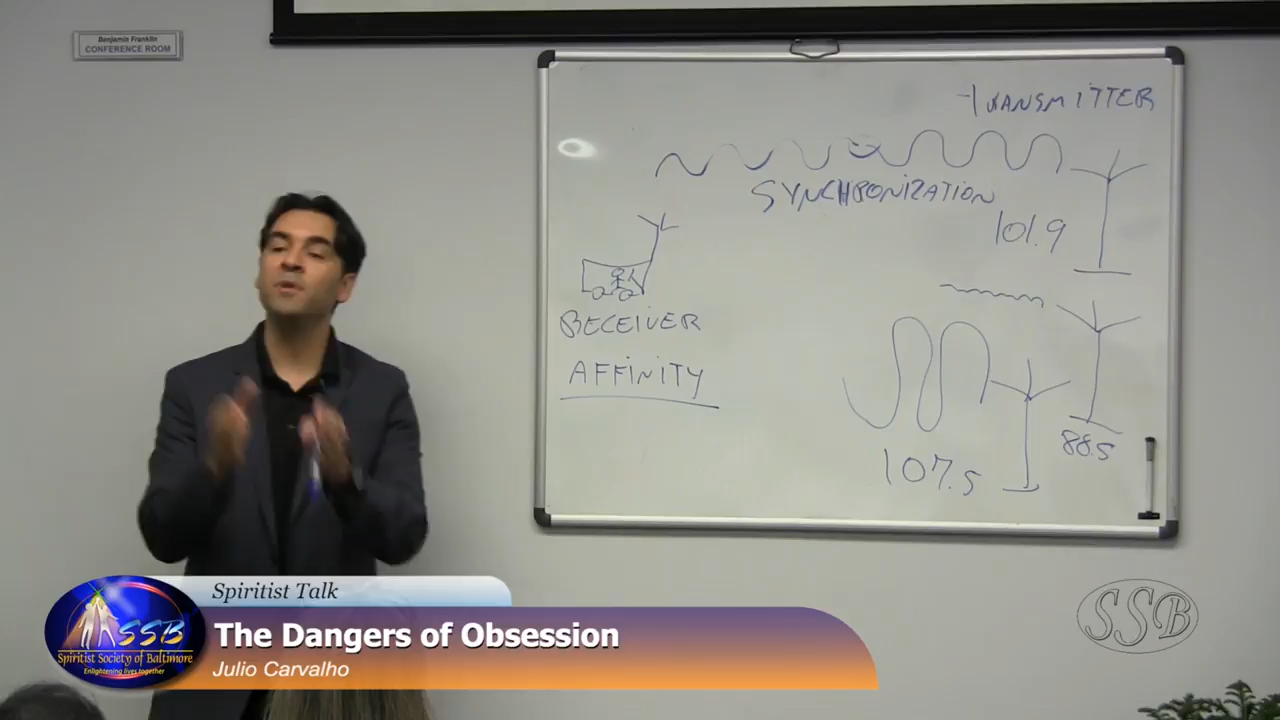 Benjamin Franklin
CONFERENCE ROOM
TRANSMITTER
SYNCHRONIZATION
101.9
RECEIVER
AFFINITY
88.5
107.5
SSB
Spiritist Talk
The Dangers of Obsession
Julio Carvalho
SSB
Spiritist Society of Baltimore
Enlightening lives together